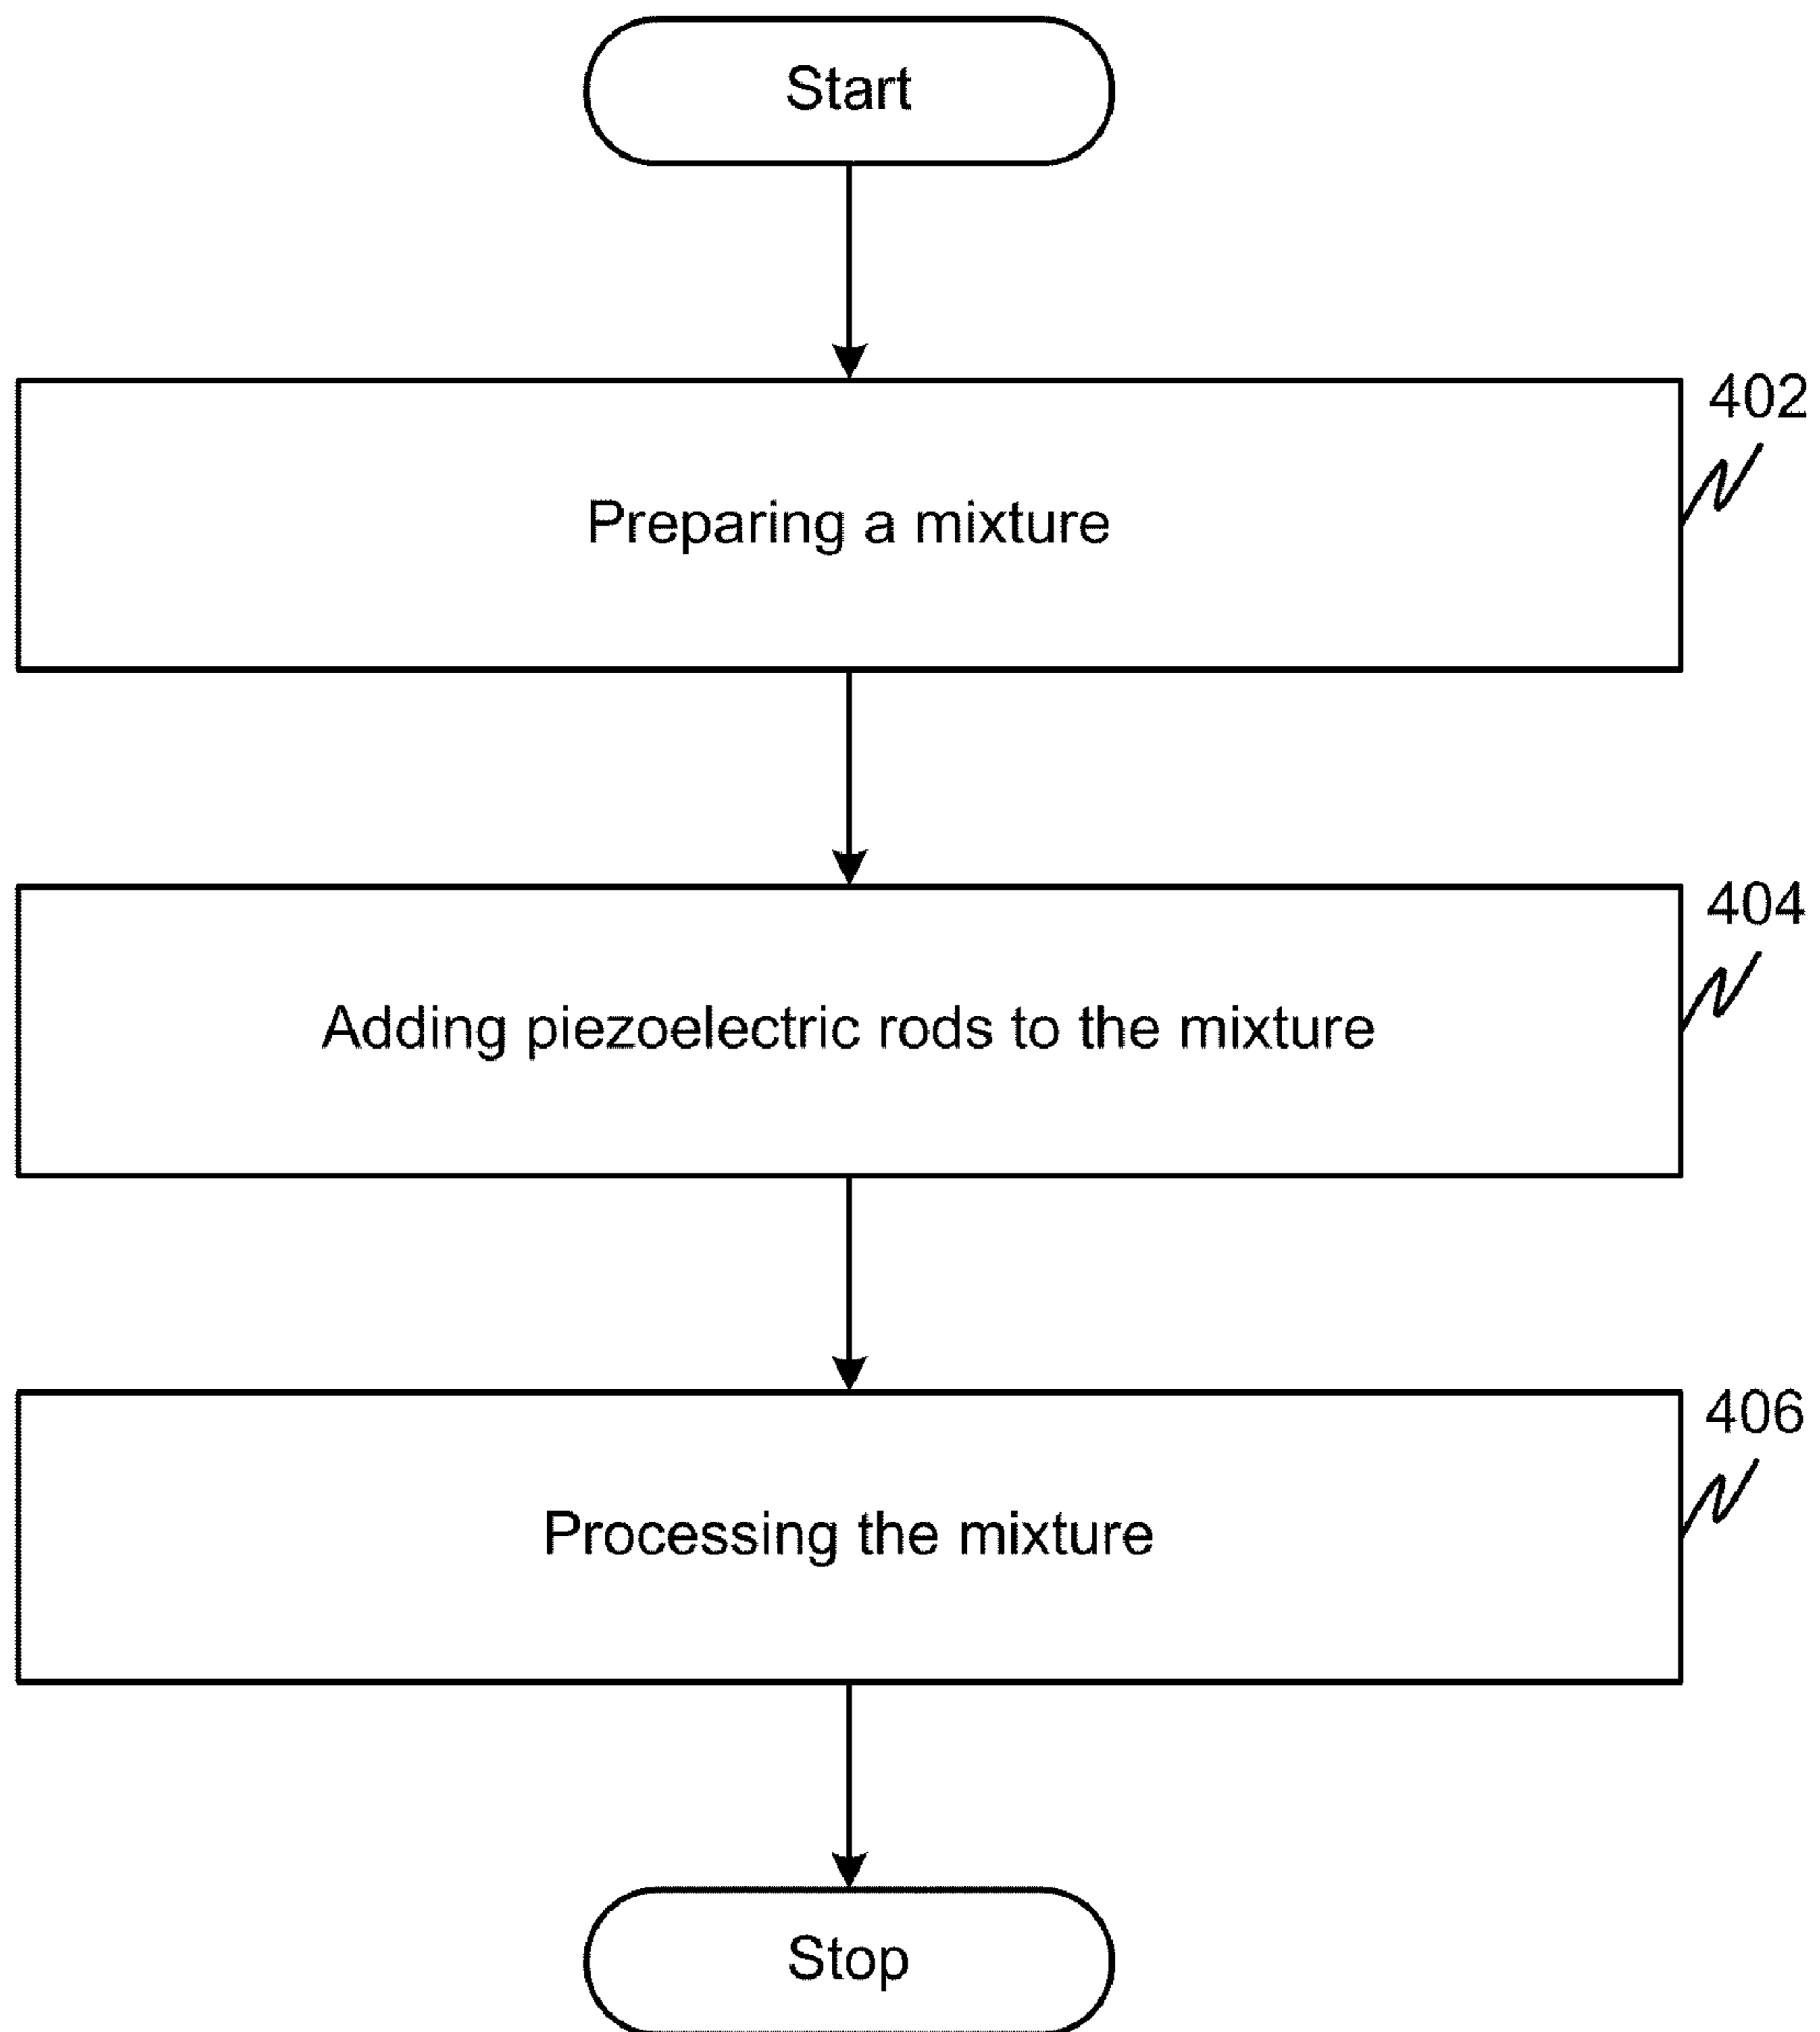 Start
402
Preparing a mixture
404
Adding piezoelectric rods to the mixture
406
Processing the mixture
Stop